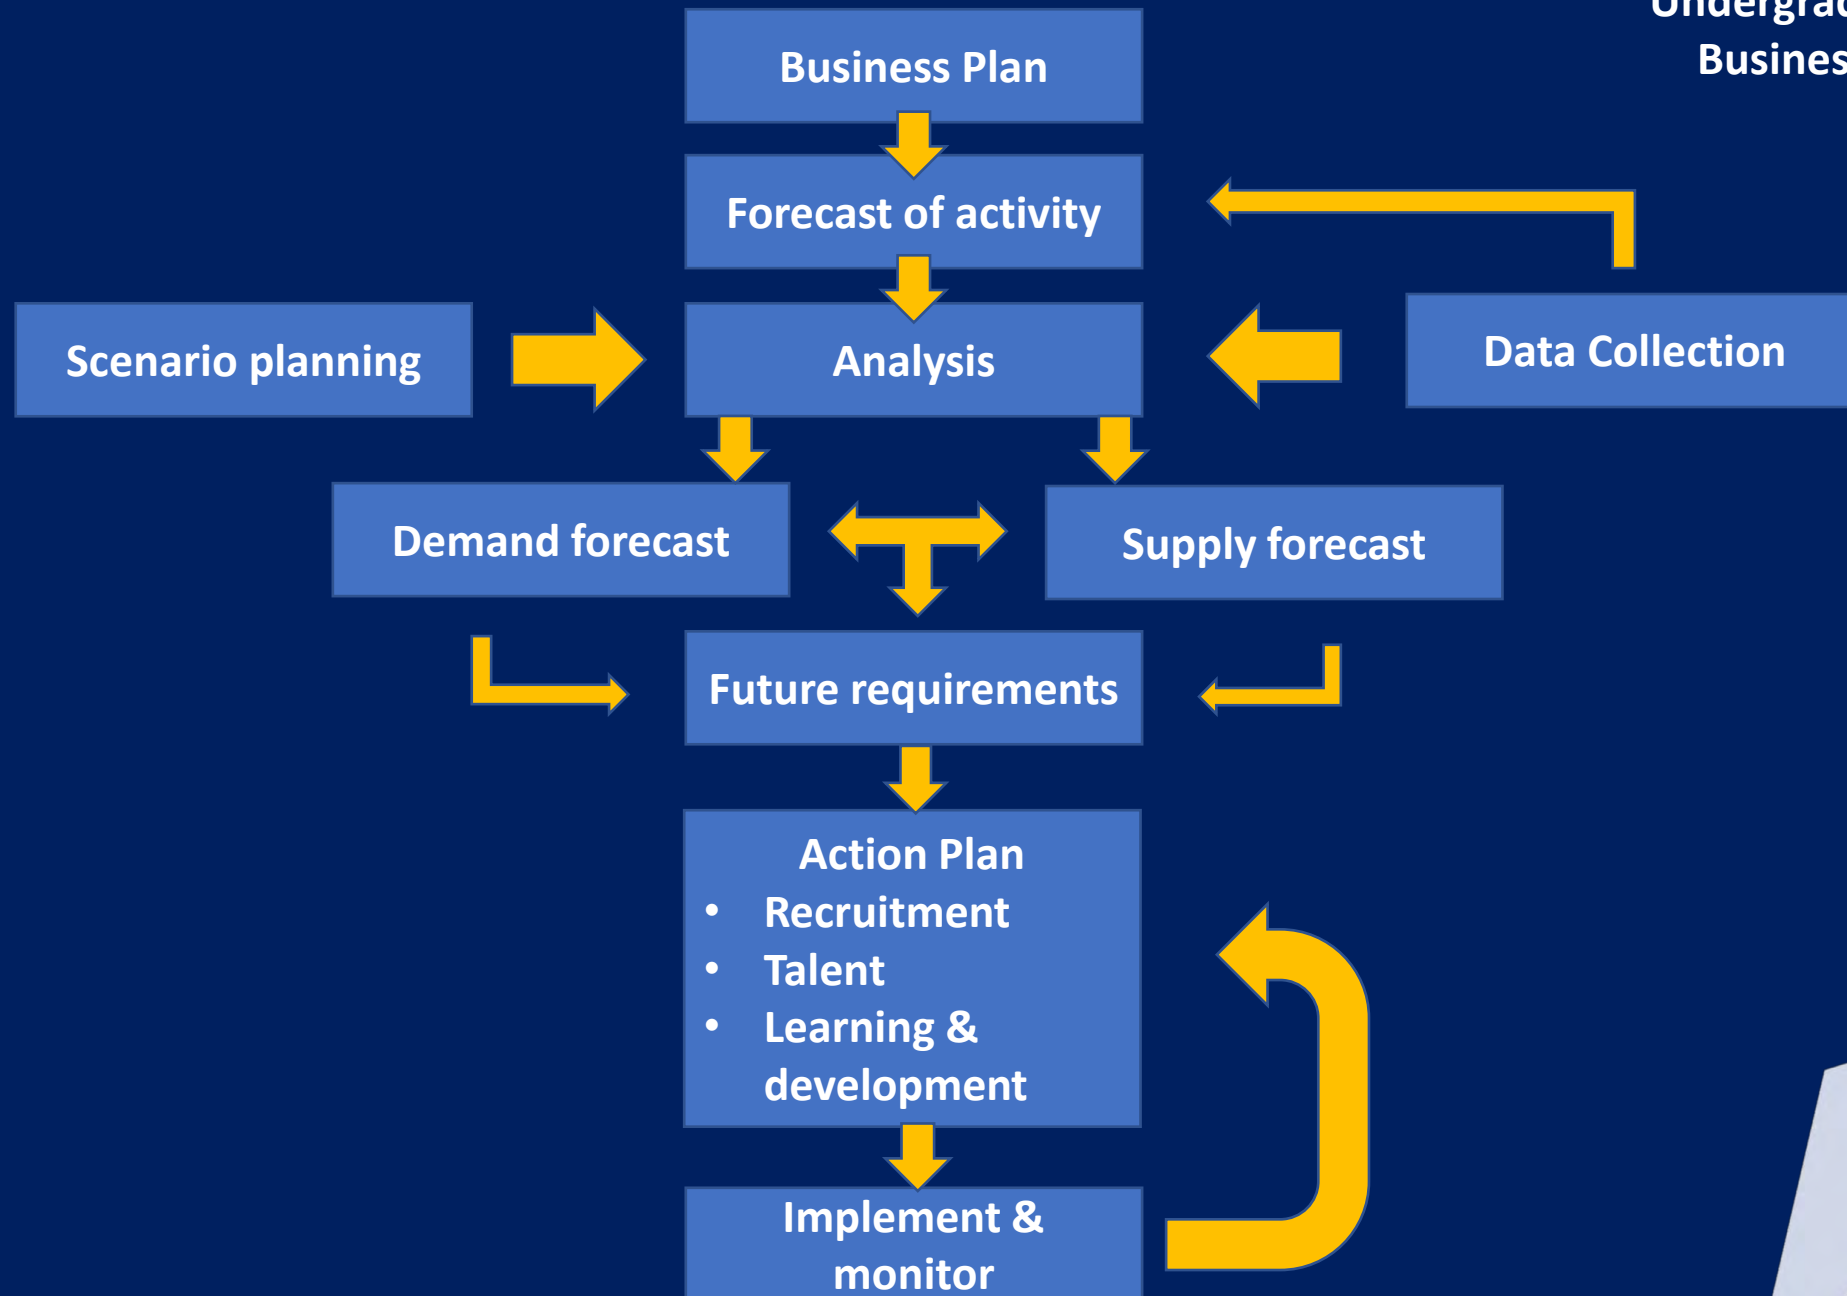 Business Plan
Forecast of activity
Scenario planning
Analysis
Data Collection
Demand forecast
Supply forecast
Future requirements
Action Plan
• Recruitment
• Talent
• Learning &
development
Implement &
monitor